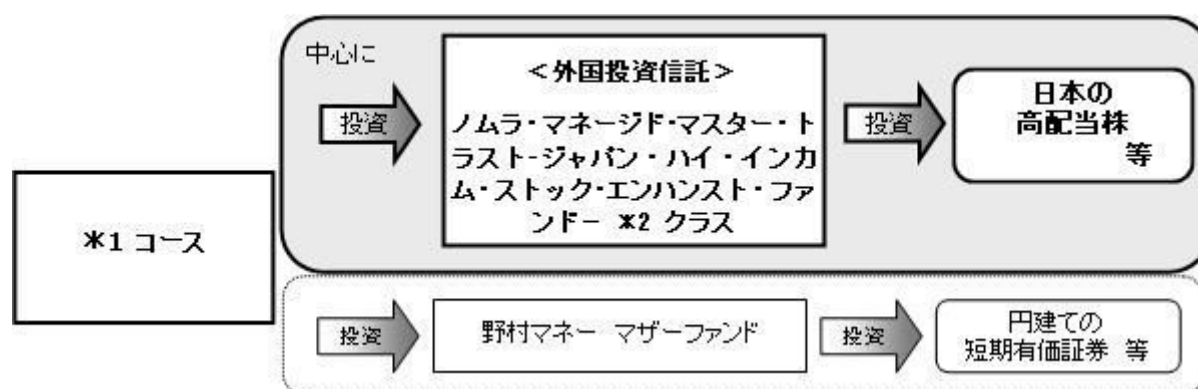 中心に
投資
＜外国投資信託＞
ノムラ・マネージド・マスター・ト
ラスト-ジャパン・ハイ・インカ
ム・ストック・エンハンスト・ファ
ンドー *2 クラス
投資
日本の
高配当株
等
*1 コース
投資
野村マネー マザーファンド
投資
円建ての
短期有価証券 等